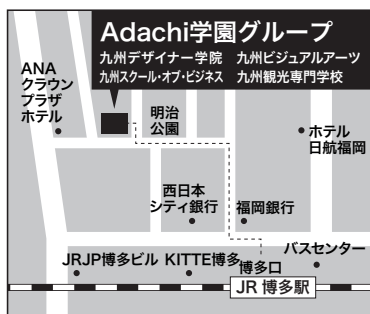 Adachi学園グループ
九州デザイナー学院 九州ビジュアルアーツ
九州スクール・オブ・ビジネス 九州観光専門学校
ANA
クラウン
プラザ
ホテル
明治
公園
ホテル
日航福岡
西日本
シティ銀行
福岡銀行
バスセンター
JRJP博多ビル KITTE博多
博多口
JR 博多駅